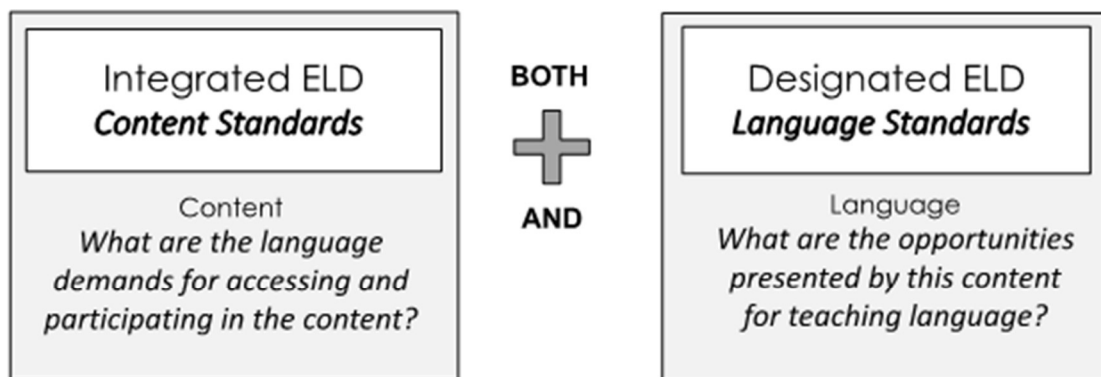 Integrated ELD
Content Standards
Content
What are the language
demands for accessing and
participating in the content?
BOTH
AND
Designated ELD
Language Standards
Language
What are the opportunities
presented by this content
for teaching language?